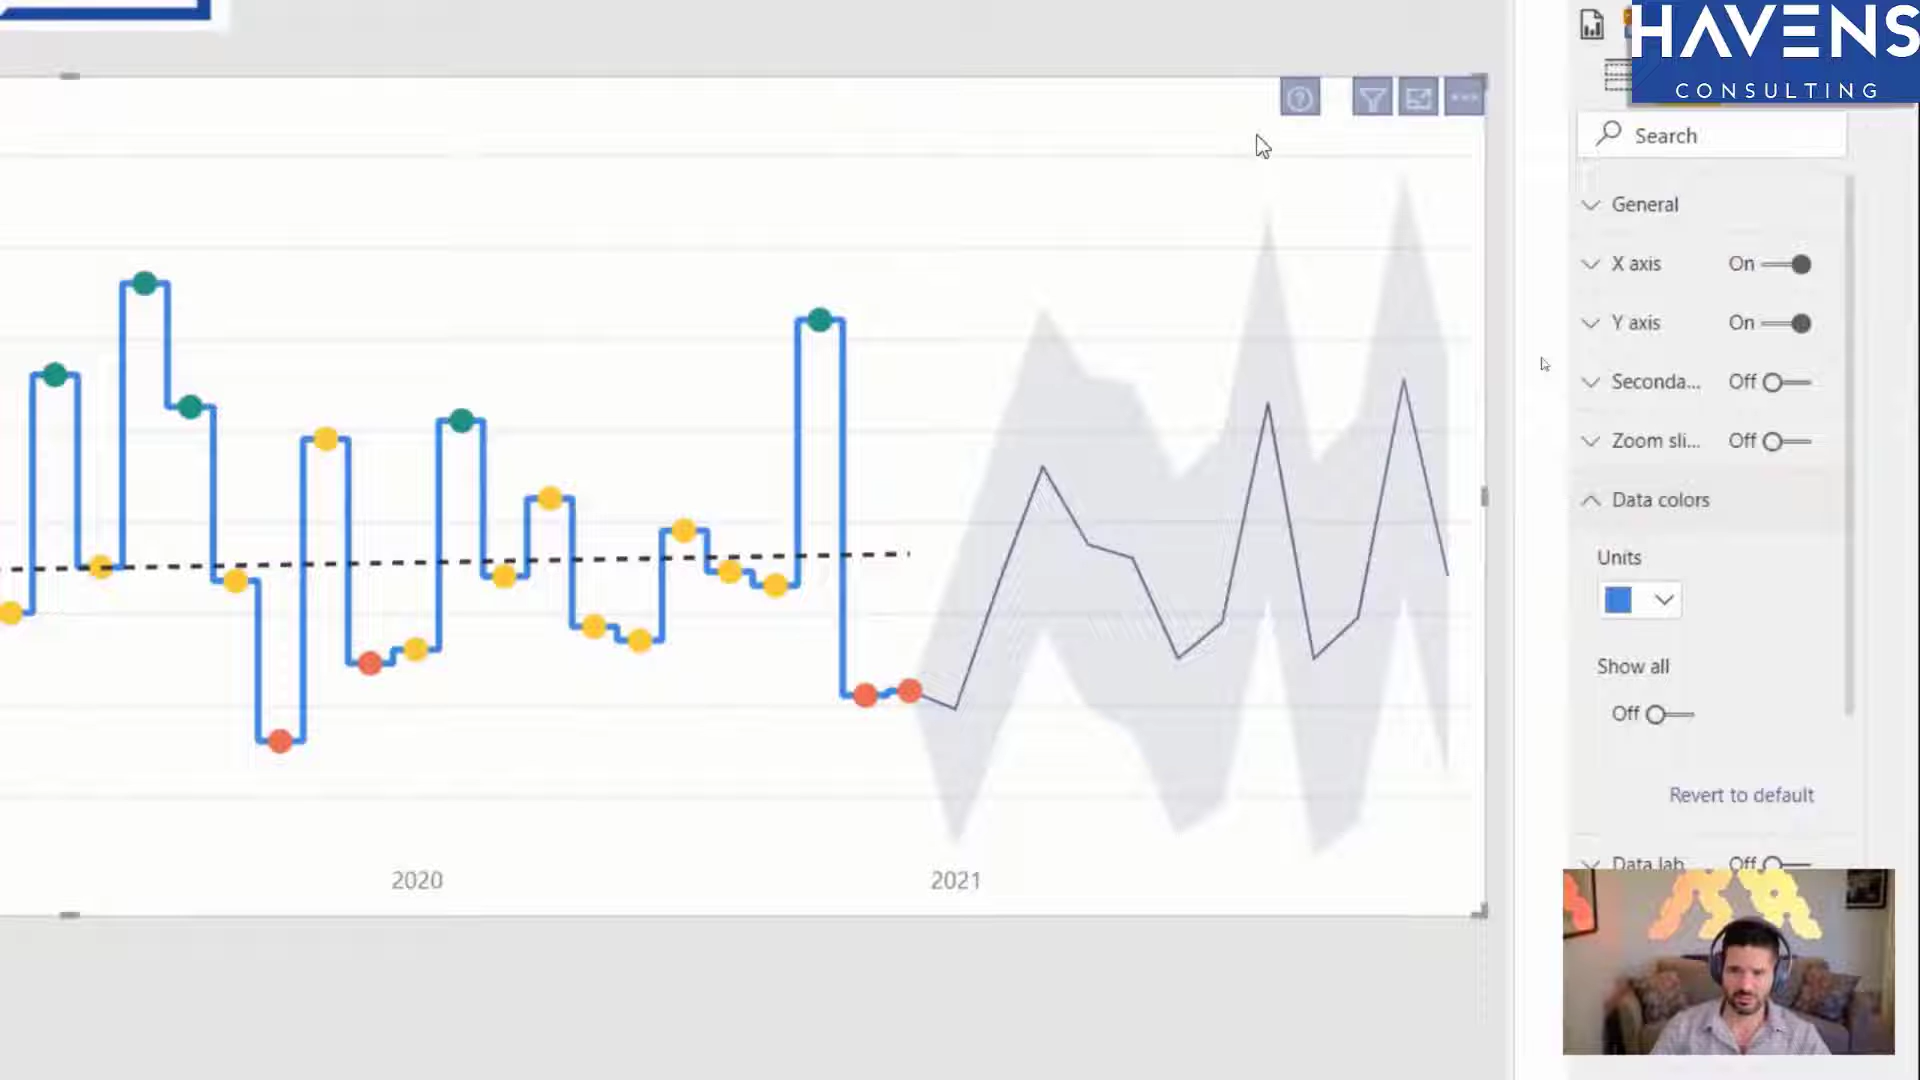 HAVENS
CONSULTING
Search
General
X axis On
Y axis On
Seconda... Off
Zoom sli... Off
Data colors
Units
Show all
Off
Revert to default
Data lab Off
2020 2021